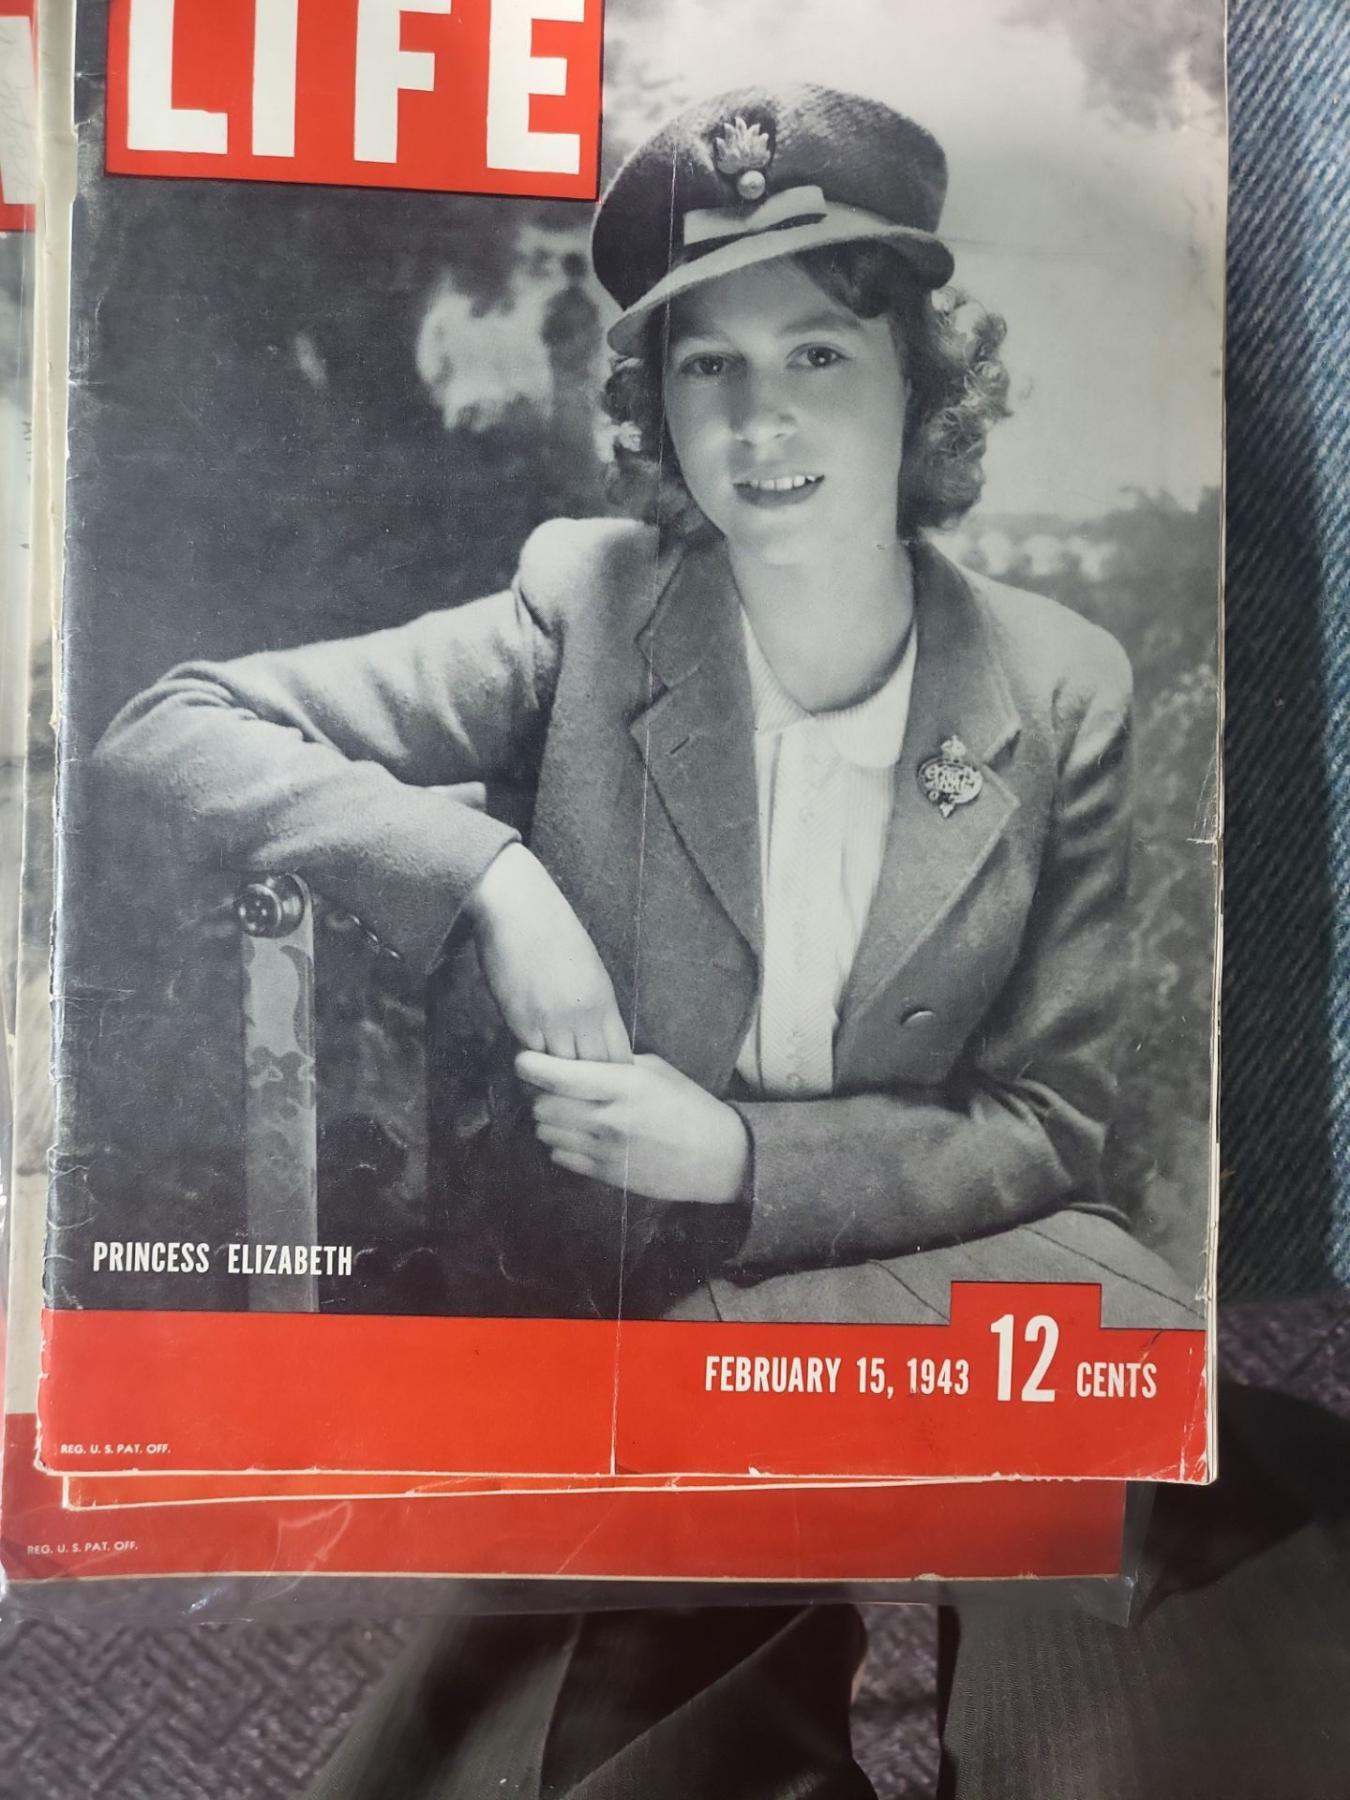 LIFE
PRINCESS ELIZABETH
FEBRUARY 15, 1943 12 CENTS
REG. U. S. PAT. OFF.
REG. U. S. PAT. OFF.